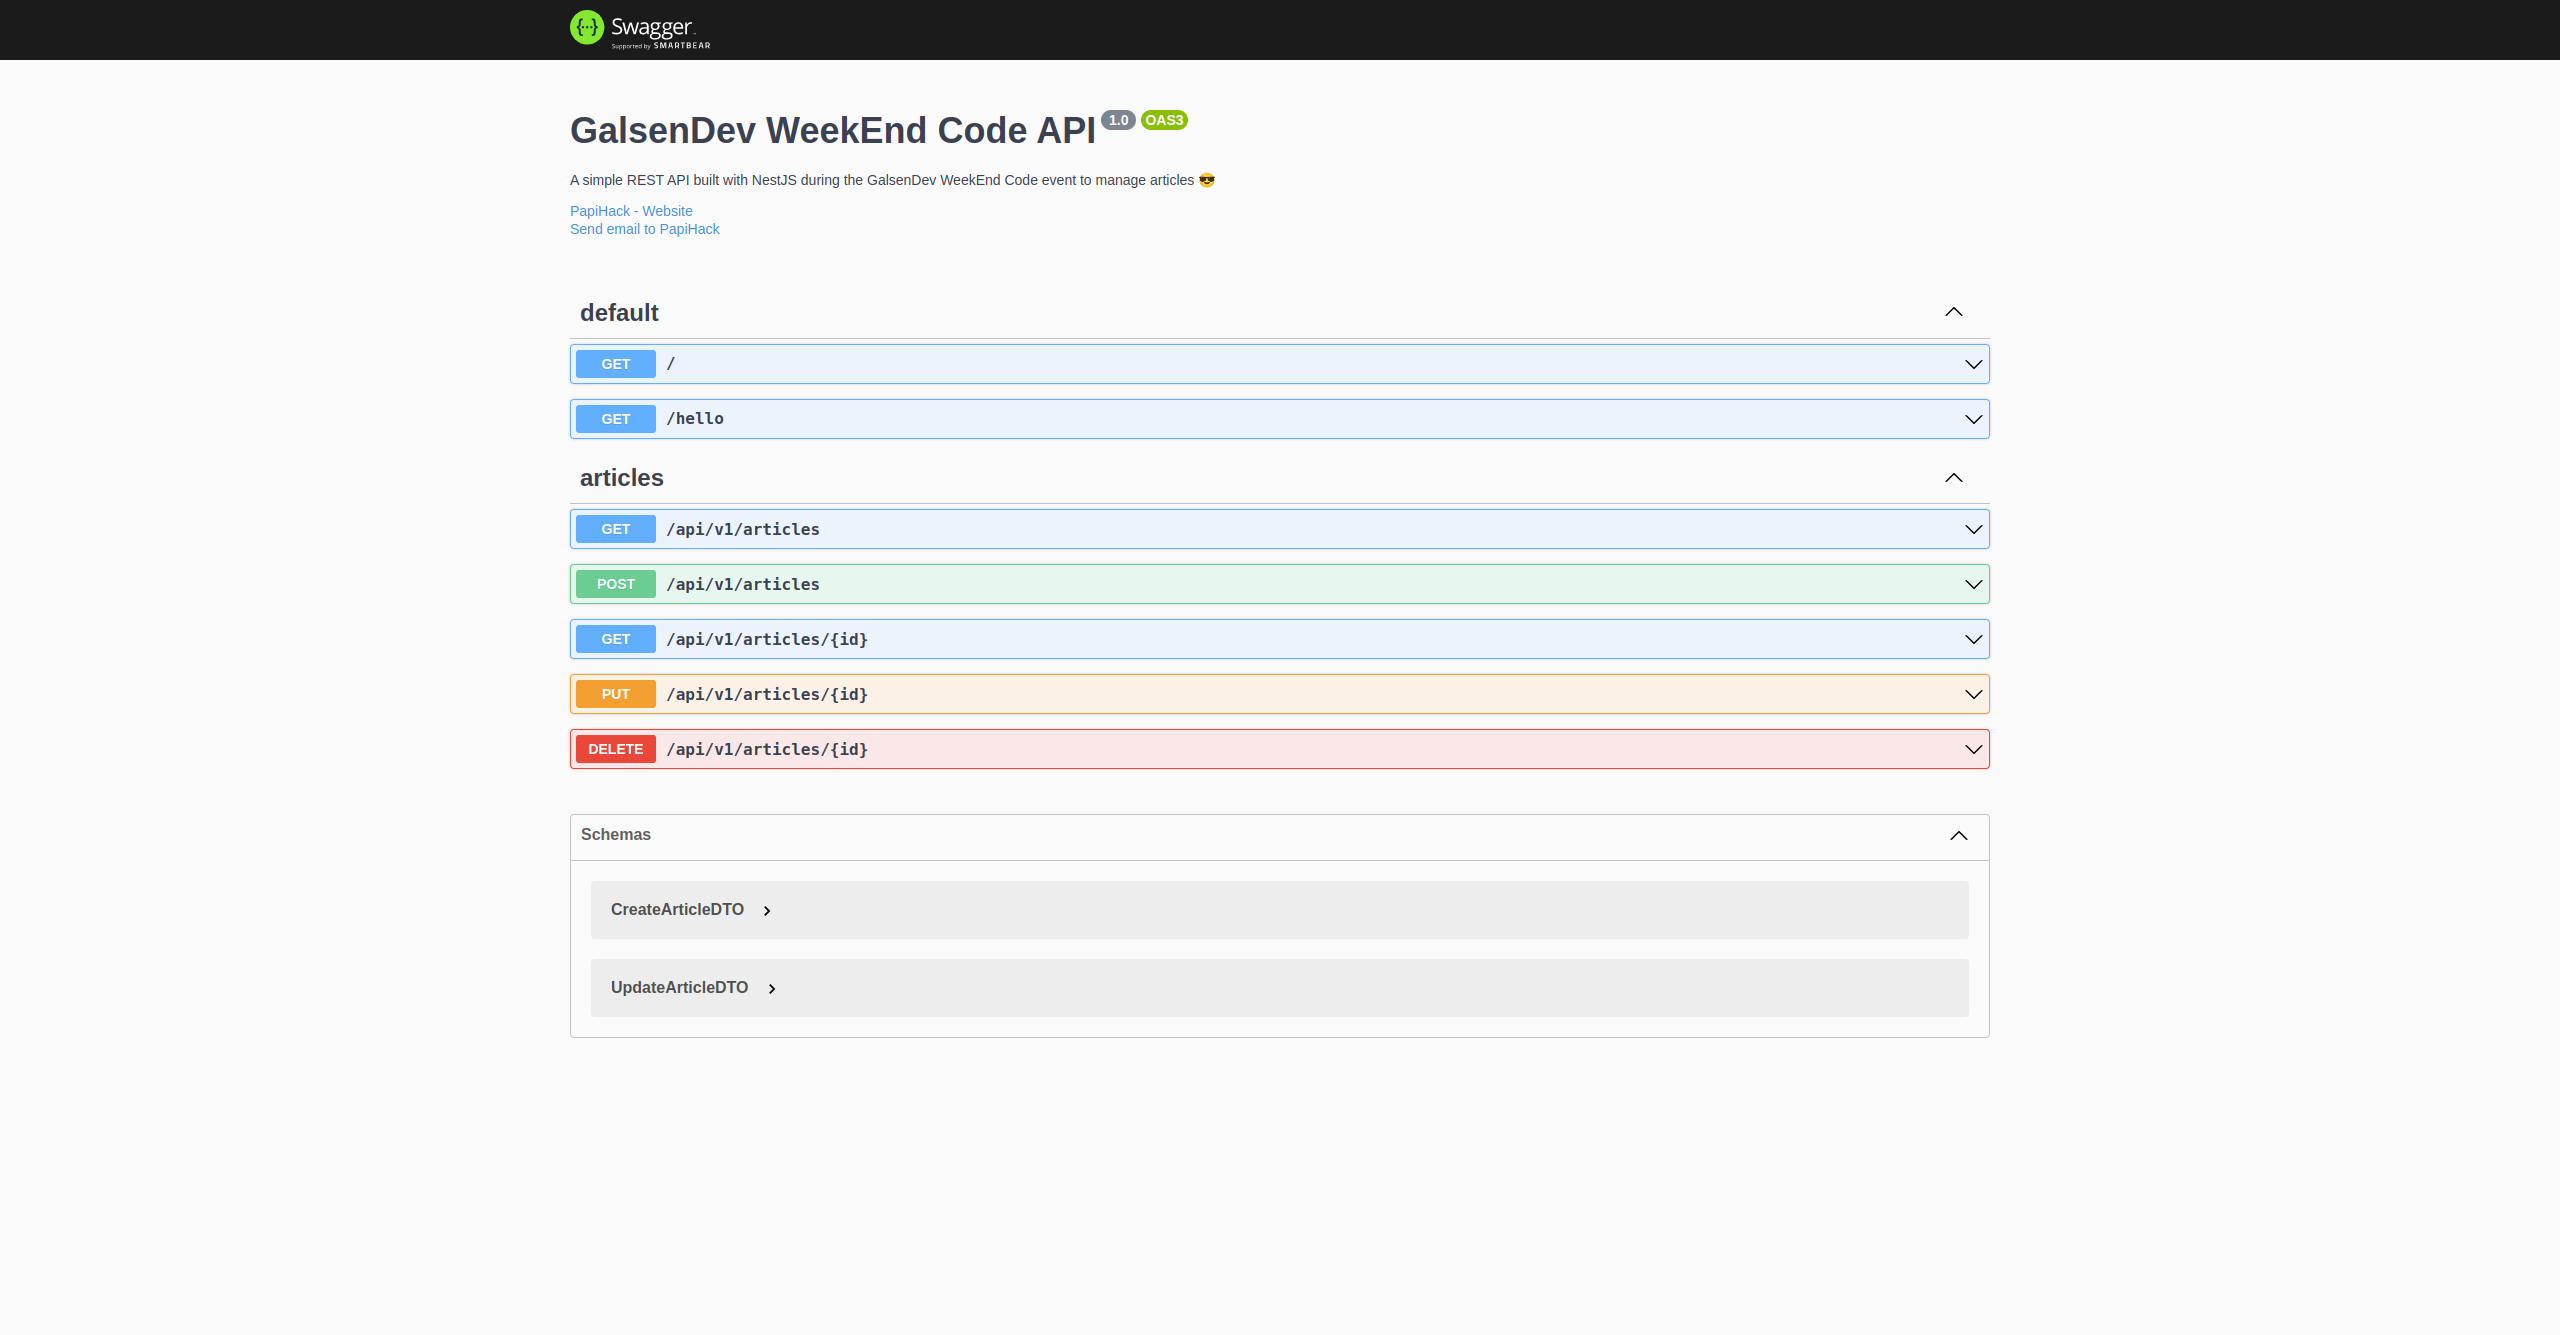 Swagger
Supported by SMARTBEAR
GalsenDev WeekEnd Code API 1.0 OAS3
A simple REST API built with NestJS during the GalsenDev WeekEnd Code event to manage articles 😎
PapiHack - Website
Send email to PapiHack
default
GET /
GET /hello
articles
GET /api/v1/articles
POST /api/v1/articles
GET /api/v1/articles/{id}
PUT /api/v1/articles/{id}
DELETE /api/v1/articles/{id}
Schemas
CreateArticleDTO
UpdateArticleDTO